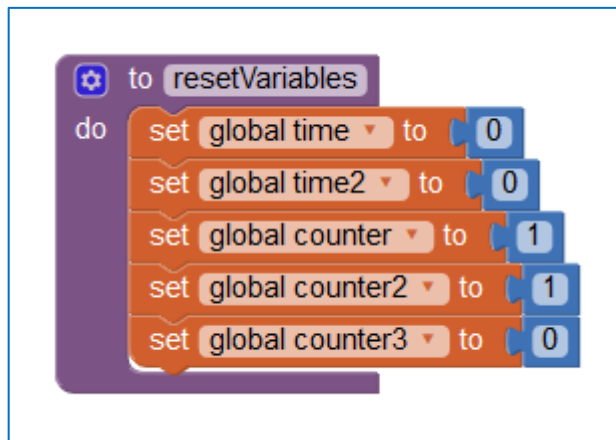 to resetVariables
do set global time to 0
set global time2 to 0
set global counter to 1
set global counter2 to 1
set global counter3 to 0